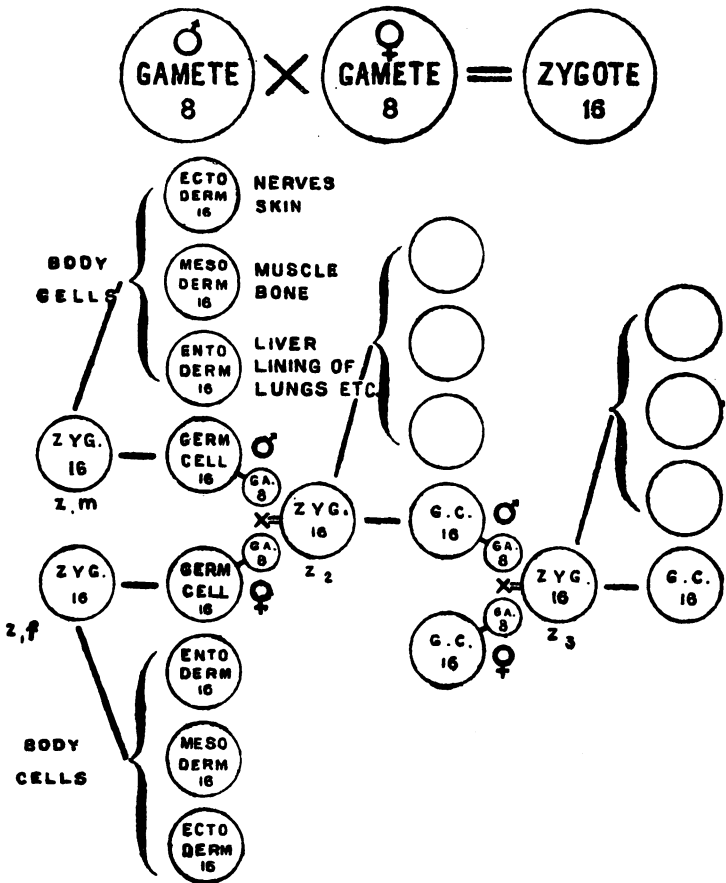 ♂ ♀
GAMETE × GAMETE = ZYGOTE
8 8 16
ECTO
DERM
16
NERVES
SKIN
BODY
CELLS
MESO
DERM
16
MUSCLE
BONE
ENTO
DERM
16
LIVER
LINING OF
LUNGS ETC.
ZYG.
16
z,m
GERM
CELL
16
♂
GA.
8
×=
ZYG.
16
z2
G.C.
16
♂
GA.
8
ZYG.
16
z,f
GERM
CELL
16
GA.
8
♀
×=
ZYG.
16
z3
G.C.
16
G.C.
16
GA.
8
♀
BODY
CELLS
ENTO
DERM
16
MESO
DERM
16
ECTO
DERM
16